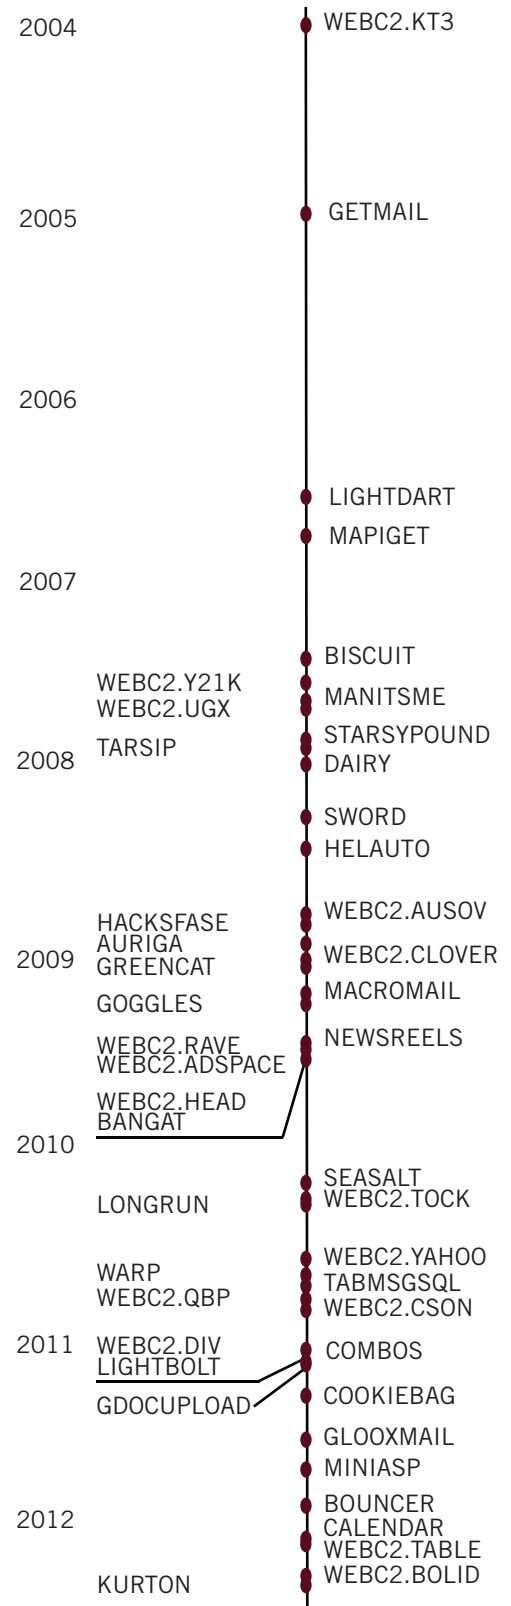 2004
WEBC2.KT3
2005
GETMAIL
2006
LIGHTDART
MAPIGET
2007
BISCUIT
WEBC2.Y21K
MANITSME
WEBC2.UGX
STARSYPOUND
TARSIP
2008
DAIRY
SWORD
HELAUTO
WEBC2.AUSOV
HACKSFASE
AURIGA
WEBC2.CLOVER
2009
GREENCAT
MACROMAIL
GOGGLES
NEWSREELS
WEBC2.RAVE
WEBC2.ADSPACE
WEBC2.HEAD
BANGAT
2010
SEASALT
WEBC2.TOCK
LONGRUN
WEBC2.YAHOO
WARP
TABMSGSQL
WEBC2.QBP
WEBC2.CSON
2011
WEBC2.DIV
COMBOS
LIGHTBOLT
COOKIEBAG
GDOCUPLOAD
GLOOXMAIL
MINIASP
BOUNCER
2012
CALENDAR
WEBC2.TABLE
WEBC2.BOLID
KURTON